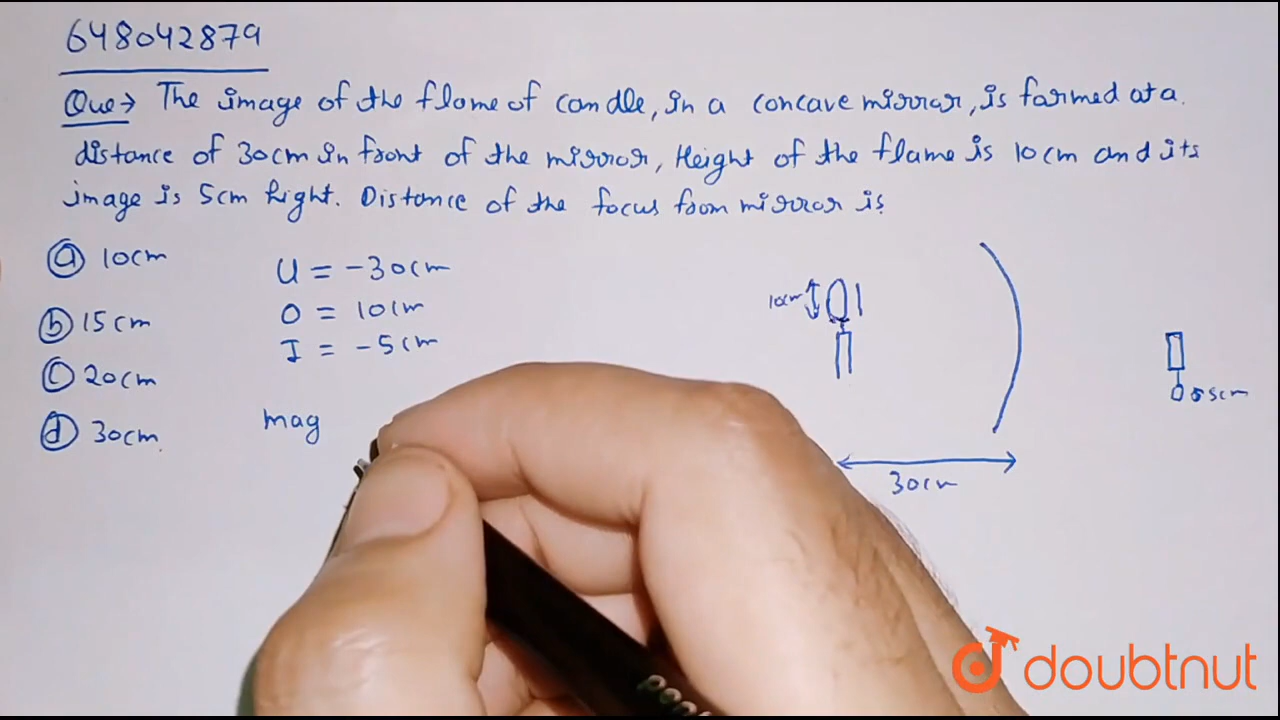 648042879
Que→ The image of the flame of candle, in a concave mirror, is formed at a
distance of 30cm in front of the mirror, Height of the flame is 10cm and its
image is 5cm hight. Distance of the focus from mirror is
(a) 10cm
(b) 15cm
(c) 20cm
(d) 30cm
U = -30cm
O = 10cm
I = -5cm
mag
10cm
5cm
30cm
doubtnut